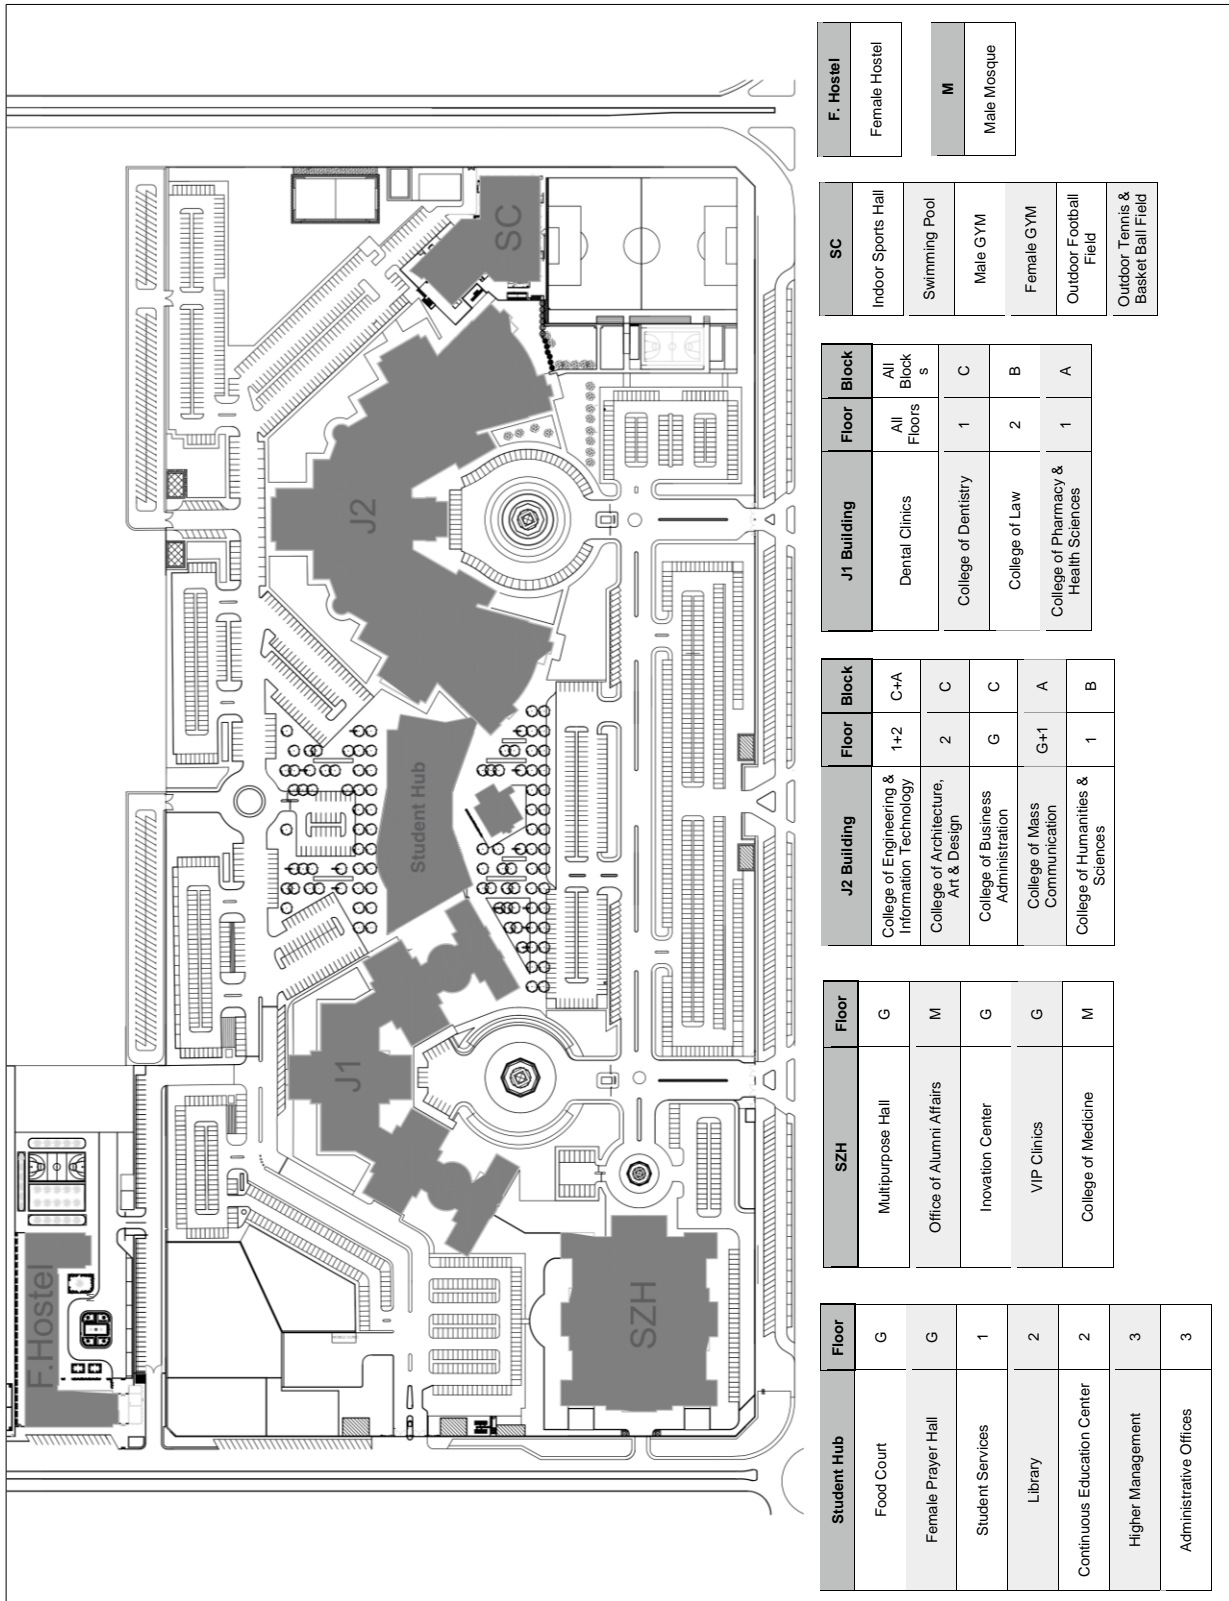 F.Hostel
J1
J2
SC
Student Hub
SZH
Student Hub Floor
Food Court G
Female Prayer Hall G
Student Services 1
Library 2
Continuous Education Center 2
Higher Management 3
Administrative Offices 3
SZH Floor
Multipurpose Hall G
Office of Alumni Affairs M
Inovation Center G
VIP Clinics G
College of Medicine M
J2 Building Floor Block
College of Engineering &
Information Technology 1+2 C+A
College of Architecture,
Art & Design 2 C
College of Business
Administration G C
College of Mass
Communication G+1 A
College of Humanities &
Sciences 1 B
J1 Building Floor Block
Dental Clinics All
Floors All
Block
s
College of Dentistry 1 C
College of Law 2 B
College of Pharmacy &
Health Sciences 1 A
SC
Indoor Sports Hall
Swimming Pool
Male GYM
Female GYM
Outdoor Football
Field
Outdoor Tennis &
Basket Ball Field
F. Hostel
Female Hostel
M
Male Mosque